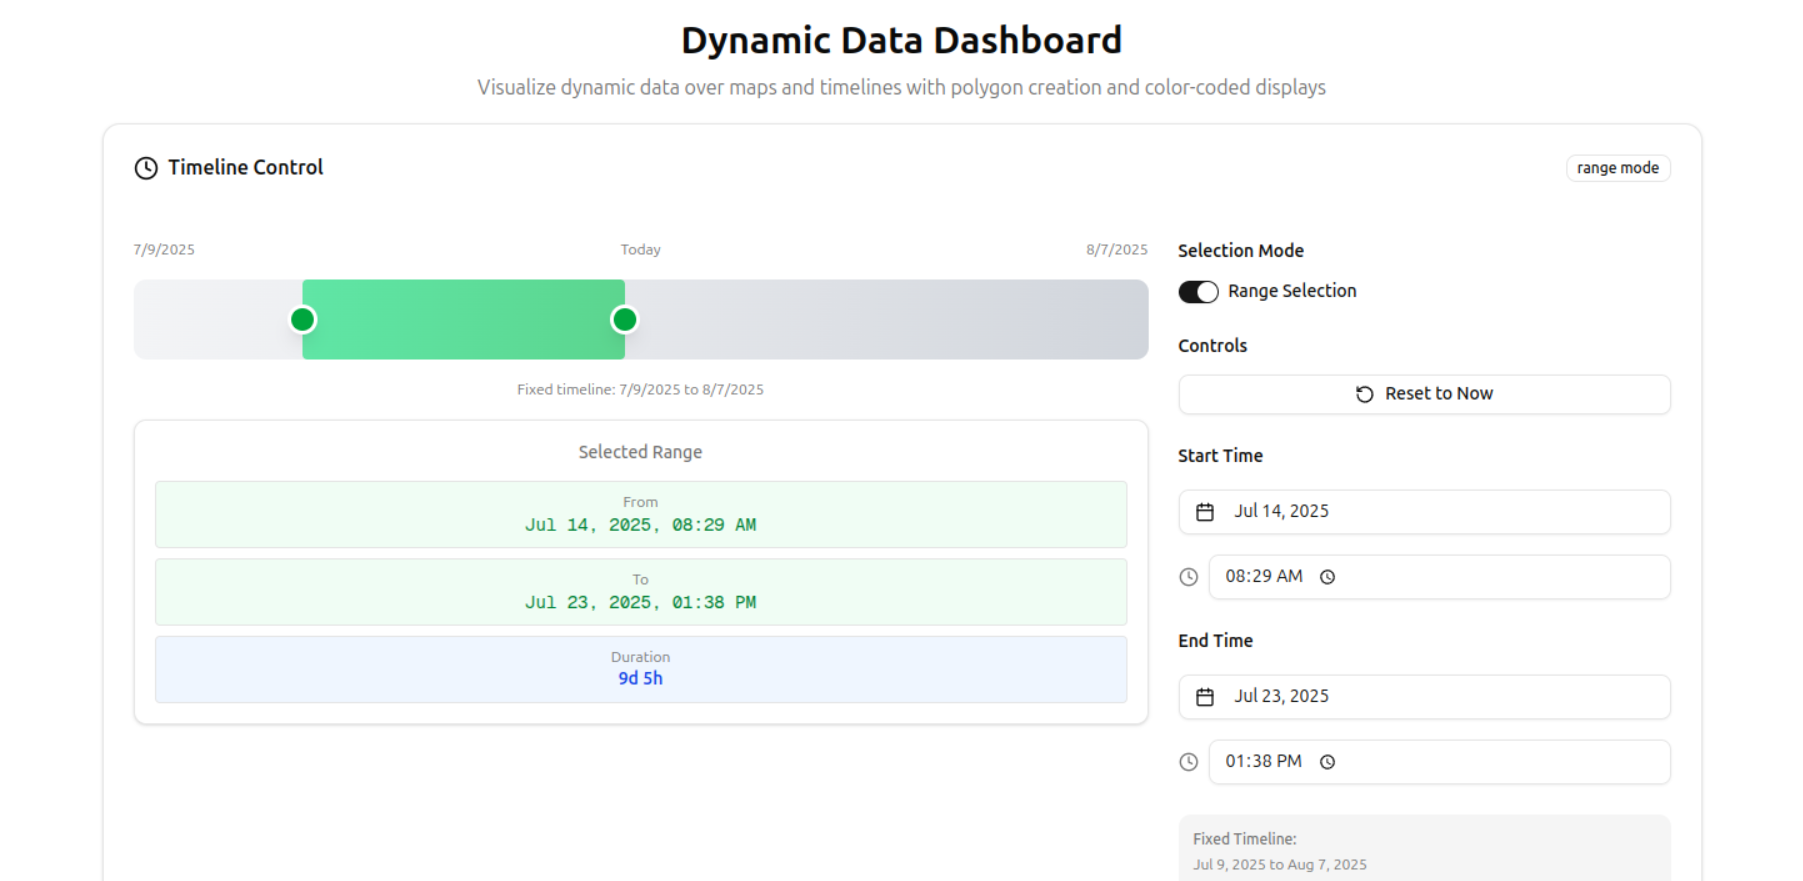 Dynamic Data Dashboard
Visualize dynamic data over maps and timelines with polygon creation and color-coded displays
Timeline Control
range mode
7/9/2025
Today
8/7/2025
Fixed timeline: 7/9/2025 to 8/7/2025
Selected Range
From
Jul 14, 2025, 08:29 AM
To
Jul 23, 2025, 01:38 PM
Duration
9d 5h
Selection Mode
Range Selection
Controls
Reset to Now
Start Time
Jul 14, 2025
08:29 AM
End Time
Jul 23, 2025
01:38 PM
Fixed Timeline:
Jul 9, 2025 to Aug 7, 2025